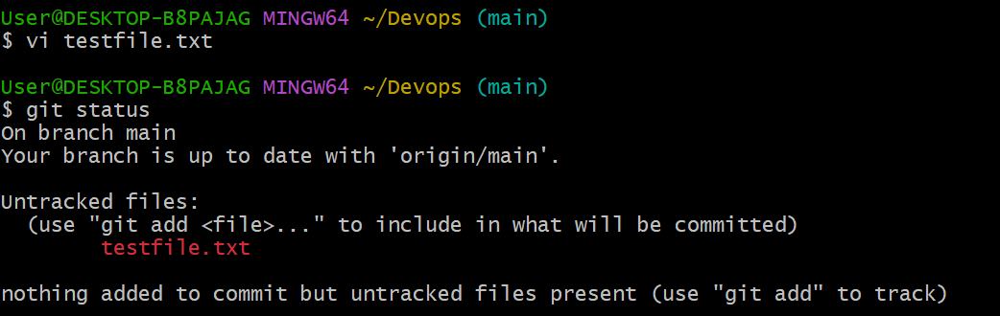 User@DESKTOP-B8PAJAG MINGW64 ~/Devops (main)
$ vi testfile.txt
User@DESKTOP-B8PAJAG MINGW64 ~/Devops (main)
$ git status
On branch main
Your branch is up to date with 'origin/main'.
Untracked files:
  (use "git add <file>..." to include in what will be committed)
        testfile.txt
nothing added to commit but untracked files present (use "git add" to track)